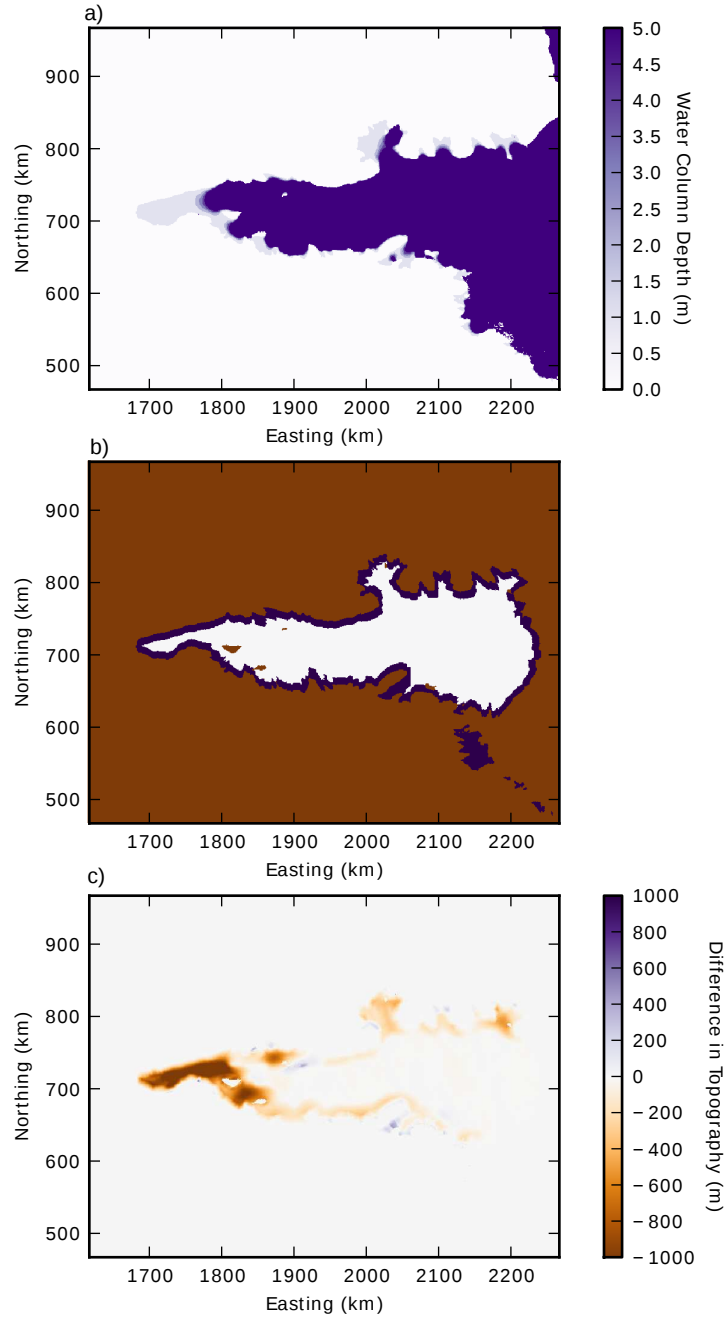 a)
900
800
700
600
500
Northing (km)
1700 1800 1900 2000 2100 2200
Easting (km)
5.0
4.5
4.0
3.5
3.0
2.5
2.0
1.5
1.0
0.5
0.0
Water Column Depth (m)
b)
900
800
700
600
500
Northing (km)
1700 1800 1900 2000 2100 2200
Easting (km)
c)
900
800
700
600
500
Northing (km)
1700 1800 1900 2000 2100 2200
Easting (km)
1000
800
600
400
200
0
−200
−400
−600
−800
−1000
Difference in Topography (m)